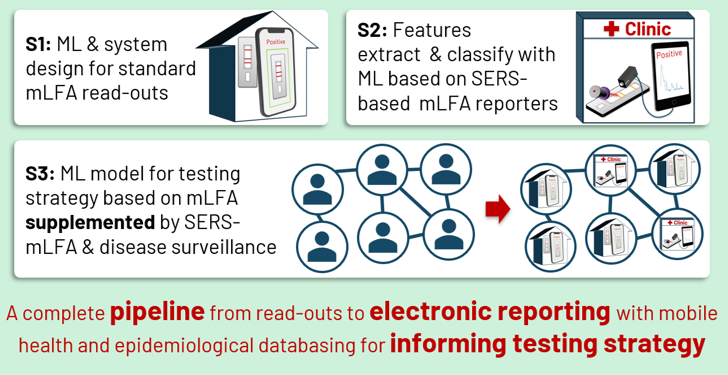 S1: ML & system
design for standard
mLFA read-outs
Positive
S2: Features
extract & classify with
ML based on SERS-
based mLFA reporters
Clinic
Positive
S3: ML model for testing
strategy based on mLFA
supplemented by SERS-
mLFA & disease surveillance
Clinic
Clinic
A complete pipeline from read-outs to electronic reporting with mobile
health and epidemiological databasing for informing testing strategy